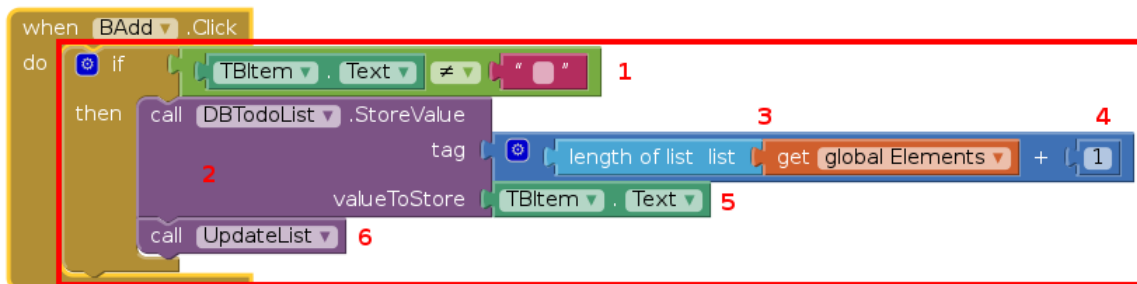 when BAdd .Click
do if TBItem . Text ≠ " " 1
then call DBTodoList .StoreValue 3 4
tag length of list list get global Elements + 1
2
valueToStore TBItem . Text 5
call UpdateList 6